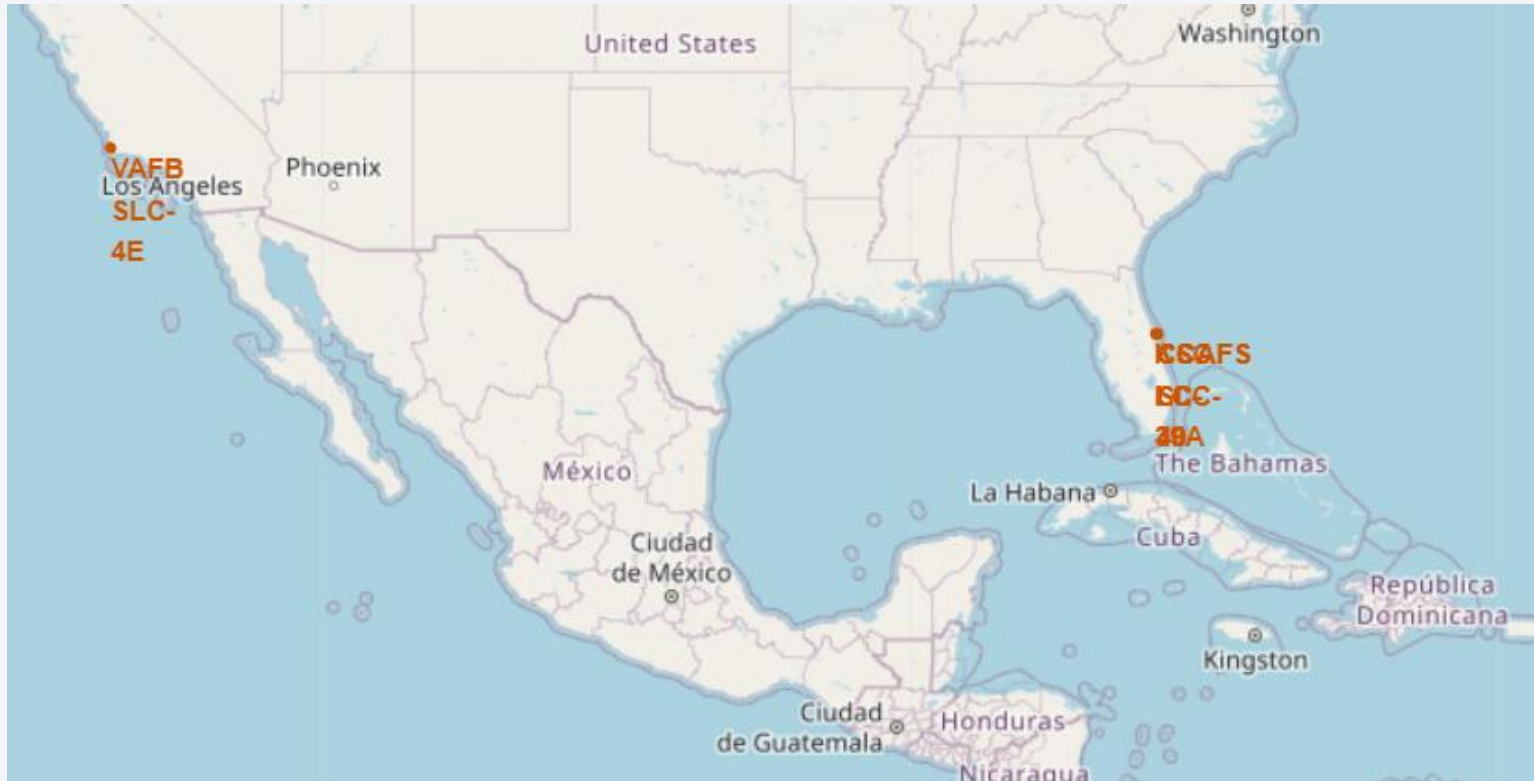 United States
Washington
VAFB
Los Angeles
SLC-
4E
Phoenix
México
The Bahamas
La Habana
Cuba
Ciudad
de México
República
Dominicana
Kingston
Ciudad
de Guatemala
Honduras
Nicaragua